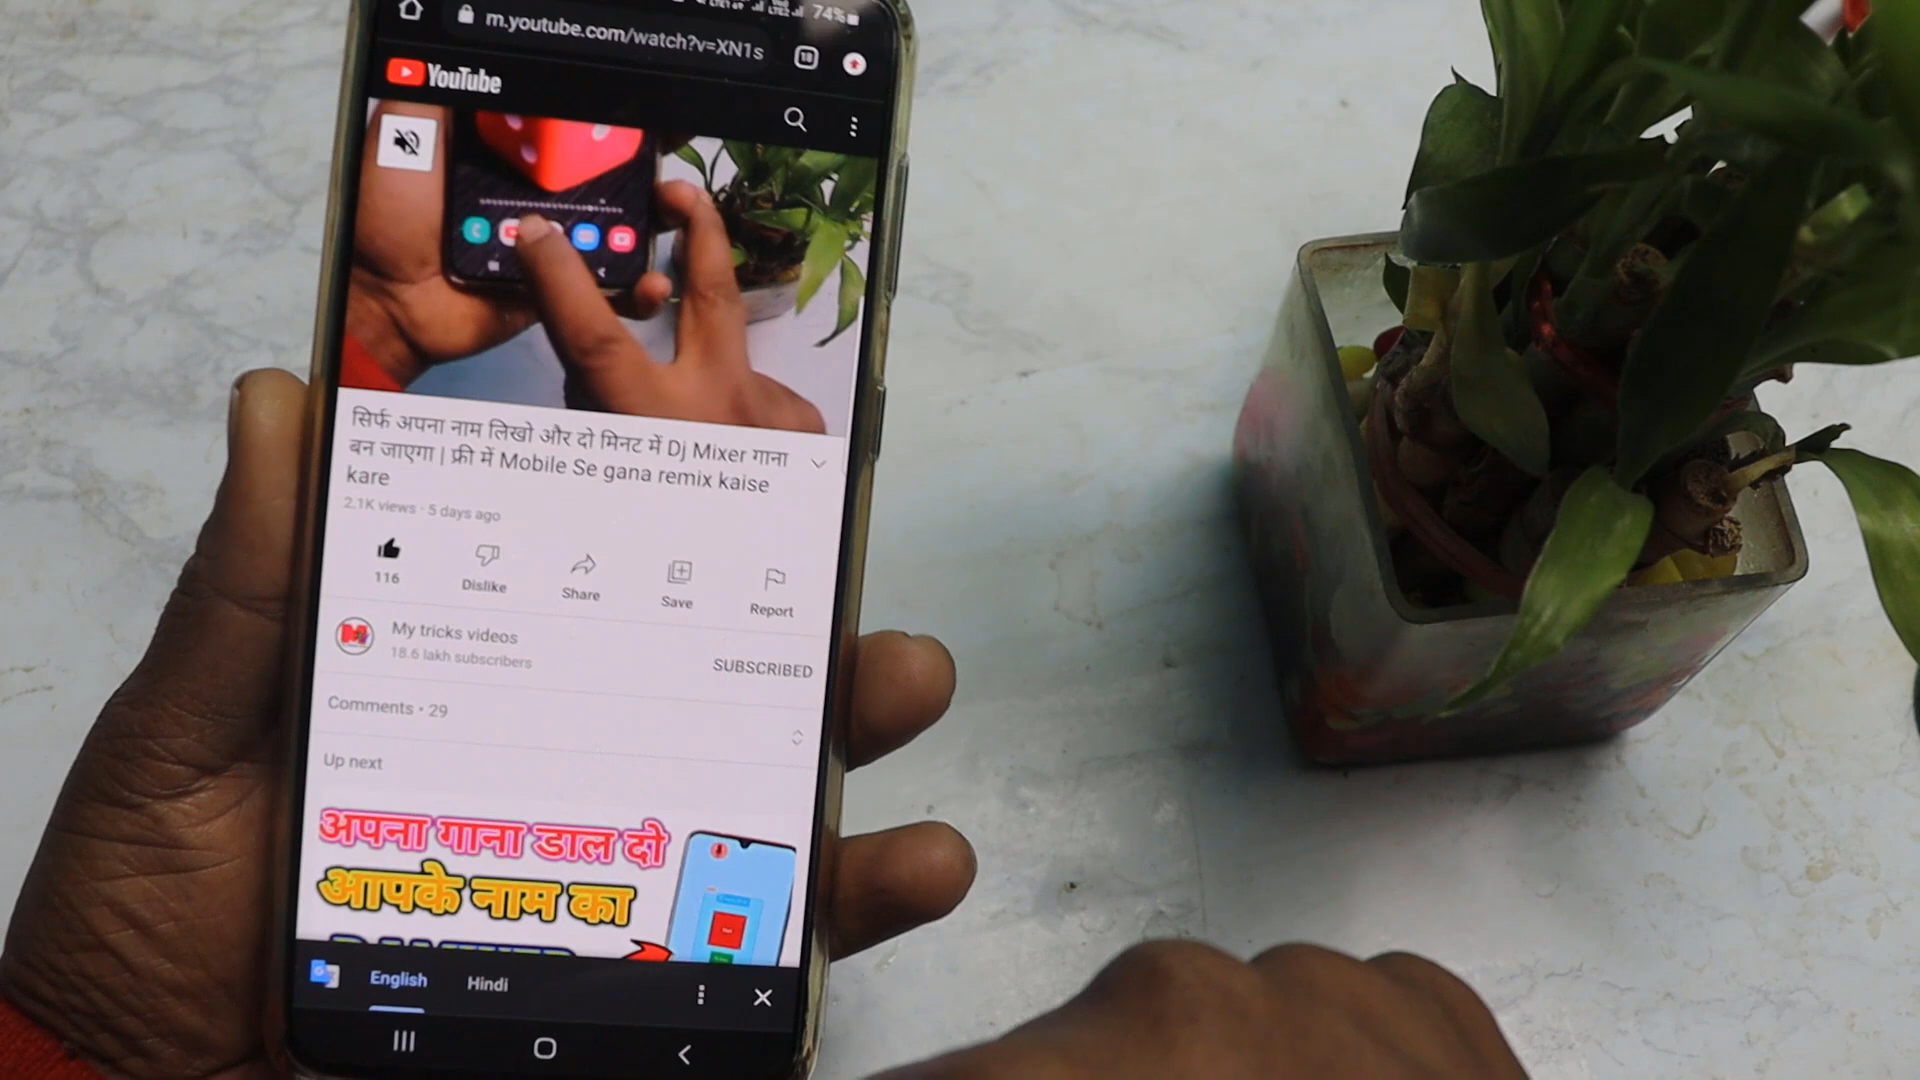 74%
m.youtube.com/watch?v=XN1s
18
YouTube
सिर्फ अपना नाम लिखो और दो मिनट में Dj Mixer गाना
बन जाएगा | फ्री में Mobile Se gana remix kaise
kare
2.1K views · 5 days ago
116
Dislike
Share
Save
Report
My tricks videos
18.6 lakh subscribers
SUBSCRIBED
Comments • 29
Up next
अपना गाना डाल दो
आपके नाम का
English
Hindi